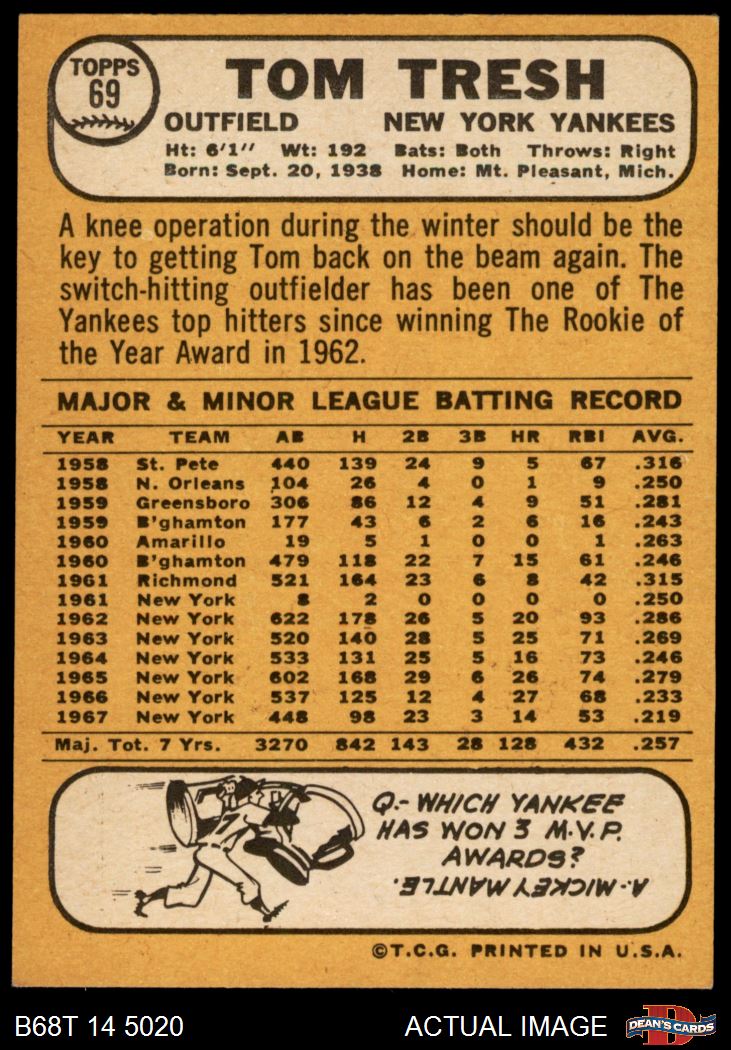 TOPPS
69
TOM TRESH
OUTFIELD NEW YORK YANKEES
Ht: 6'1" Wt: 192 Bats: Both Throws: Right
Born: Sept. 20, 1938 Home: Mt. Pleasant, Mich.
A knee operation during the winter should be the
key to getting Tom back on the beam again. The
switch-hitting outfielder has been one of The
Yankees top hitters since winning The Rookie of
the Year Award in 1962.
MAJOR & MINOR LEAGUE BATTING RECORD
YEAR TEAM AB H 2B 3B HR RBI AVG.
1958 St. Pete 440 139 24 9 5 67 .316
1958 N. Orleans 104 26 4 0 1 9 .250
1959 Greensboro 306 86 12 4 9 51 .281
1959 B'ghamton 177 43 6 2 6 16 .243
1960 Amarillo 19 5 1 0 0 1 .263
1960 B'ghamton 479 118 22 7 15 61 .246
1961 Richmond 521 164 23 6 8 42 .315
1961 New York 8 2 0 0 0 0 .250
1962 New York 622 178 26 5 20 93 .286
1963 New York 520 140 28 5 25 71 .269
1964 New York 533 131 25 5 16 73 .246
1965 New York 602 168 29 6 26 74 .279
1966 New York 537 125 12 4 27 68 .233
1967 New York 448 98 23 3 14 53 .219
Maj. Tot. 7 Yrs. 3270 842 143 28 128 432 .257
7
Q.- WHICH YANKEE
HAS WON 3 M.V.P.
AWARDS?
A.- MICKEY MANTLE.
©T.C.G. PRINTED IN U.S.A.
B68T 14 5020 ACTUAL IMAGE
D
DEAN'S CARDS